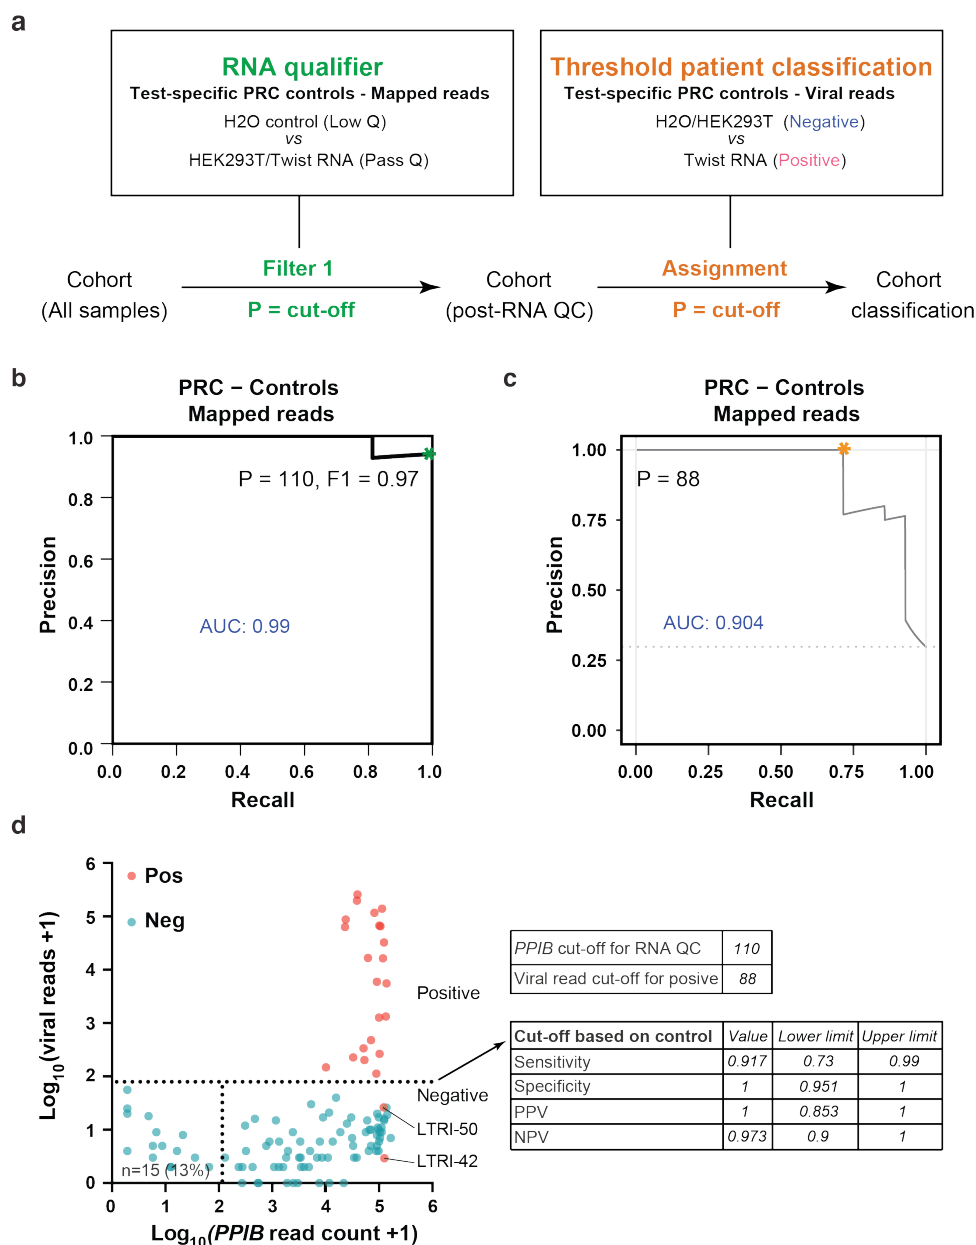 a
RNA qualifier
Test-specific PRC controls - Mapped reads
H2O control (Low Q)
vs
HEK293T/Twist RNA (Pass Q)
Threshold patient classification
Test-specific PRC controls - Viral reads
H2O/HEK293T (Negative)
vs
Twist RNA (Positive)
Cohort
(All samples)
Filter 1
P = cut-off
Cohort
(post-RNA QC)
Assignment
P = cut-off
Cohort
classification
b
PRC − Controls
Mapped reads
1.0
0.8
0.6
0.4
0.2
0.0
Precision
P = 110, F1 = 0.97
AUC: 0.99
0.0 0.2 0.4 0.6 0.8 1.0
Recall
c
PRC − Controls
Mapped reads
1.00
0.75
0.50
0.25
0.00
Precision
P = 88
AUC: 0.904
0.00 0.25 0.50 0.75 1.00
Recall
d
6
5
4
3
2
1
0
Log10(viral reads +1)
Pos
Neg
Positive
Negative
LTRI-50
LTRI-42
n=15 (13%)
0 1 2 3 4 5 6
Log10(PPIB read count +1)
PPIB cut-off for RNA QC 110
Viral read cut-off for posive 88
Cut-off based on control Value Lower limit Upper limit
Sensitivity 0.917 0.73 0.99
Specificity 1 0.951 1
PPV 1 0.853 1
NPV 0.973 0.9 1